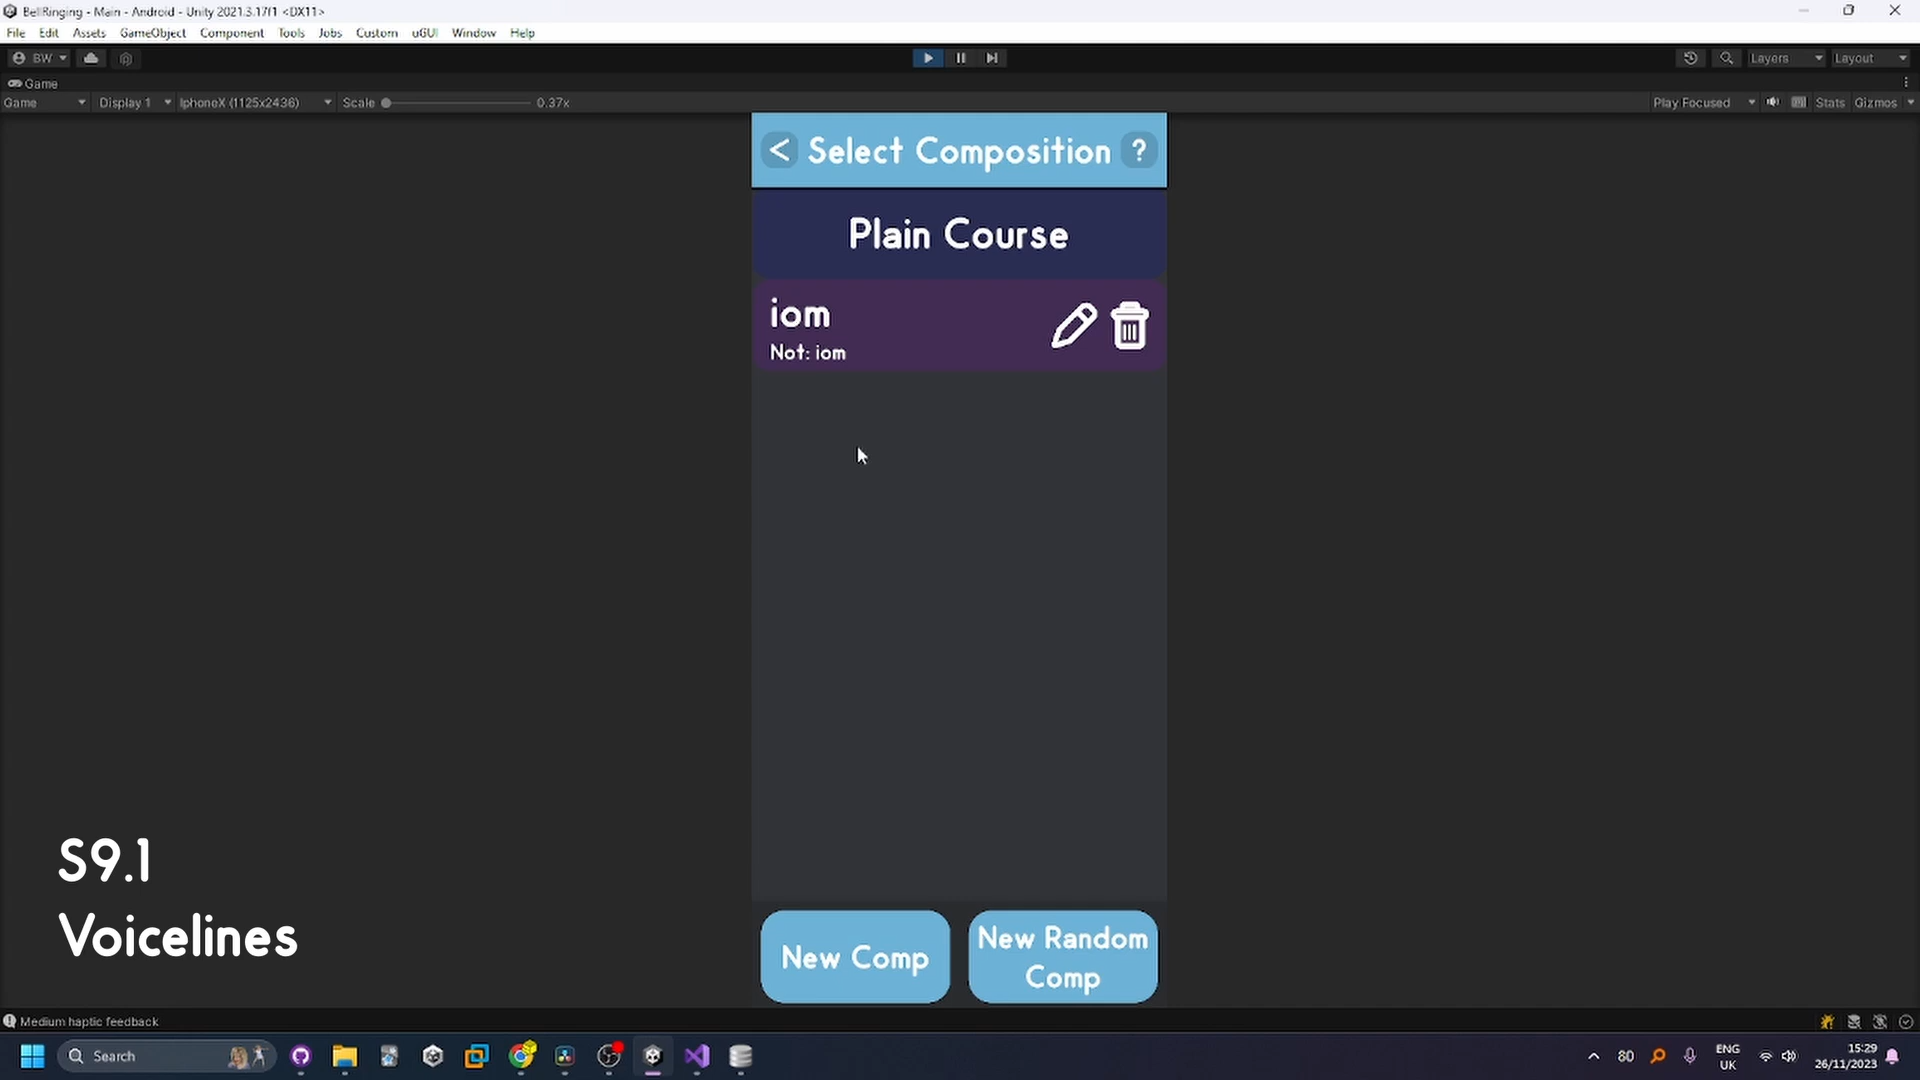 BellRinging - Main - Android - Unity 2021.3.17f1 <DX11>
File Edit Assets GameObject Component Tools Jobs Custom uGUI Window Help
BW Layers Layout
Game
Game Display 1 IphoneX (1125x2436) Scale 0.37x Play Focused Stats Gizmos
< Select Composition ?
Plain Course
iom
Not: iom
S9.1
Voicelines
New Comp
New Random
Comp
Medium haptic feedback
Search
80
ENG
UK
15:29
26/11/2023